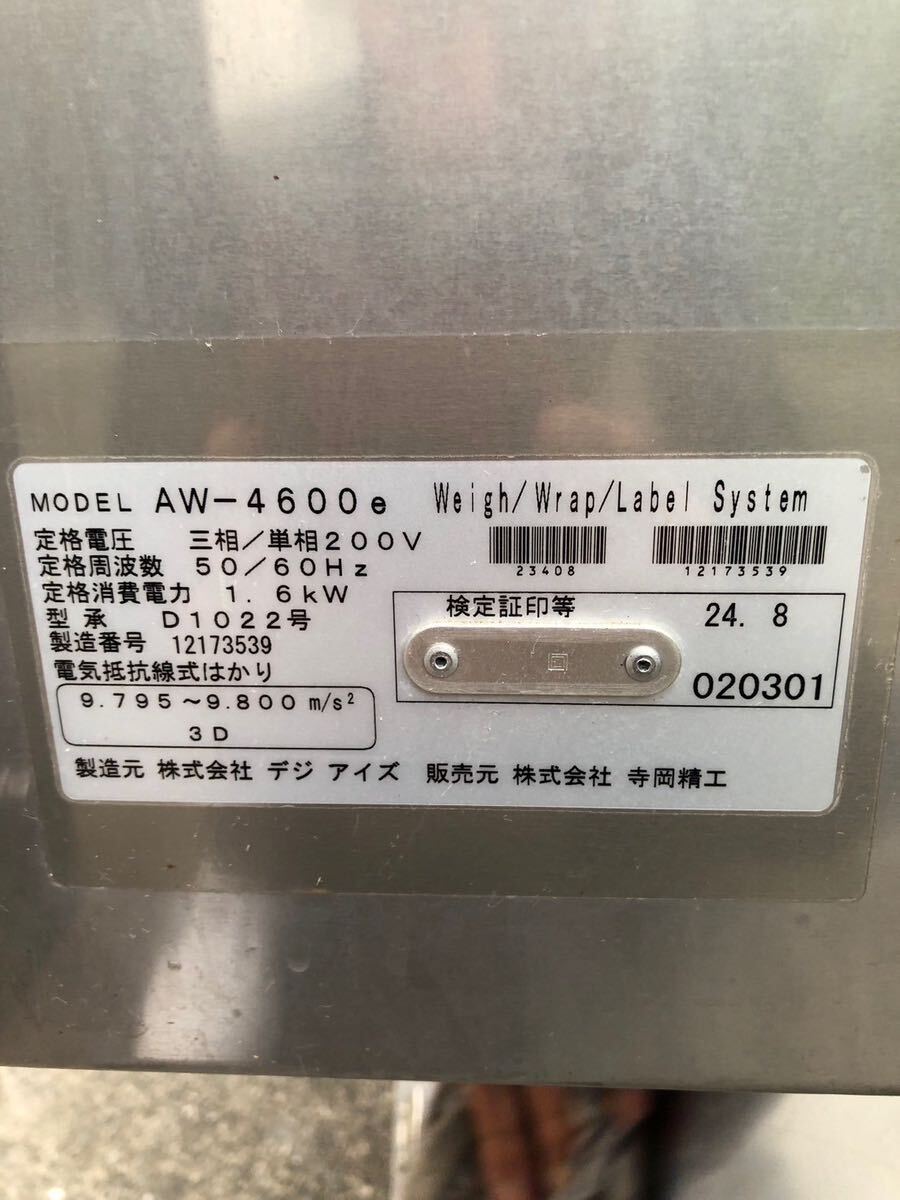 MODEL AW-4600e Weigh/Wrap/Label System
定格電圧 三相/単相200V
23408 12173539
定格周波数 50/60Hz
定格消費電力 1.6kW
型承 D1022号
製造番号 12173539
電気抵抗線式はかり
9.795~9.800 m/s²
3D
検定証印等 24. 8
020301
製造元 株式会社 デジ アイズ 販売元 株式会社 寺岡精工